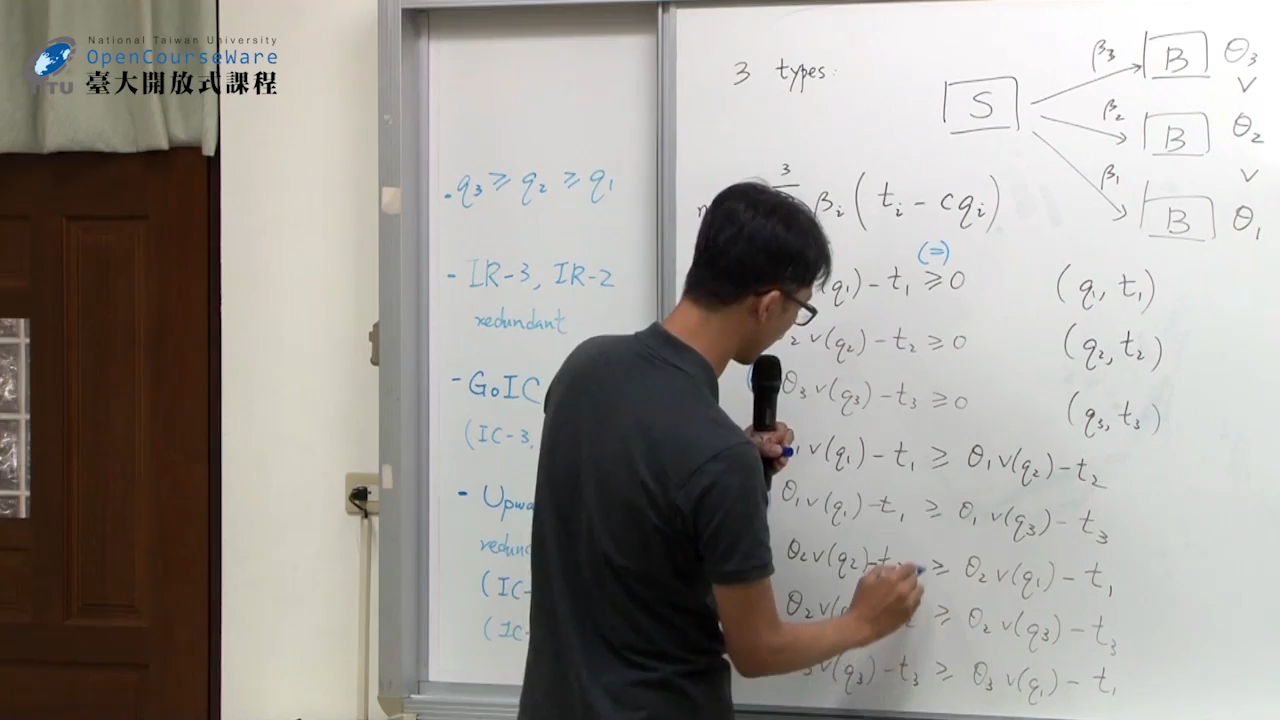 National Taiwan University
OpenCourseWare
臺大開放式課程
NTU
• q₃ ≥ q₂ ≥ q₁
- IR-3, IR-2
redundant
- GoIC
(IC-3,
-
(IC-
(IC-
3 types:
S
β₃ B θ₃
∨
β₂ B θ₂
∨
β₁ B θ₁
3
βᵢ ( tᵢ - cqᵢ )
(=)
(q₁) - t₁ ≥ 0 (q₁, t₁)
₂ v(q₂) - t₂ ≥ 0 (q₂, t₂)
θ₃ v(q₃) - t₃ ≥ 0 (q₃, t₃)
₁ v(q₁) - t₁ ≥ θ₁ v(q₂) - t₂
θ₁ v(q₁) - t₁ ≥ θ₁ v(q₃) - t₃
θ₂ v(q₂) - t ≥ θ₂ v(q₁) - t₁
θ₂ v( ₂ ≥ θ₂ v(q₃) - t₃
₃ v(q₃) - t₃ ≥ θ₃ v(q₁) - t₁